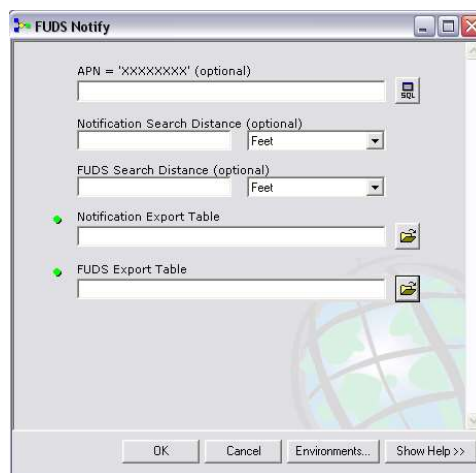 FUDS Notify
APN = 'XXXXXXXX' (optional)
SQL
Notification Search Distance (optional)
Feet
FUDS Search Distance (optional)
Feet
Notification Export Table
FUDS Export Table
OK Cancel Environments... Show Help >>